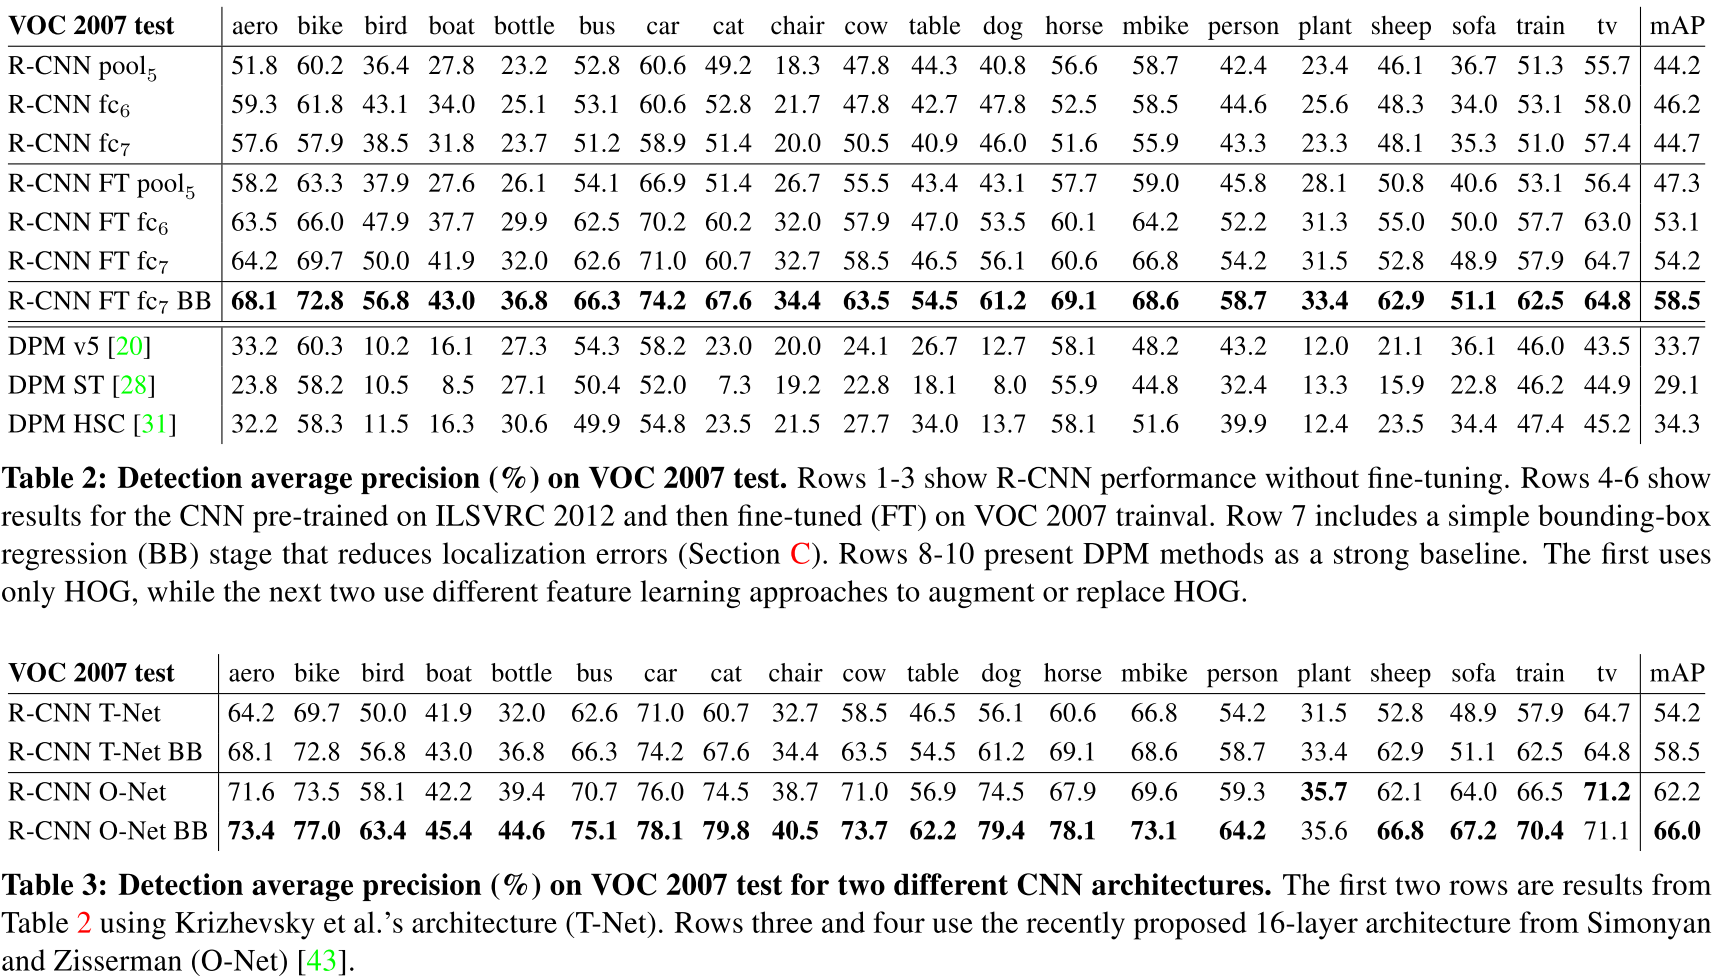 VOC 2007 test aero bike bird boat bottle bus car cat chair cow table dog horse mbike person plant sheep sofa train tv mAP
R-CNN pool5 51.8 60.2 36.4 27.8 23.2 52.8 60.6 49.2 18.3 47.8 44.3 40.8 56.6 58.7 42.4 23.4 46.1 36.7 51.3 55.7 44.2
R-CNN fc6 59.3 61.8 43.1 34.0 25.1 53.1 60.6 52.8 21.7 47.8 42.7 47.8 52.5 58.5 44.6 25.6 48.3 34.0 53.1 58.0 46.2
R-CNN fc7 57.6 57.9 38.5 31.8 23.7 51.2 58.9 51.4 20.0 50.5 40.9 46.0 51.6 55.9 43.3 23.3 48.1 35.3 51.0 57.4 44.7
R-CNN FT pool5 58.2 63.3 37.9 27.6 26.1 54.1 66.9 51.4 26.7 55.5 43.4 43.1 57.7 59.0 45.8 28.1 50.8 40.6 53.1 56.4 47.3
R-CNN FT fc6 63.5 66.0 47.9 37.7 29.9 62.5 70.2 60.2 32.0 57.9 47.0 53.5 60.1 64.2 52.2 31.3 55.0 50.0 57.7 63.0 53.1
R-CNN FT fc7 64.2 69.7 50.0 41.9 32.0 62.6 71.0 60.7 32.7 58.5 46.5 56.1 60.6 66.8 54.2 31.5 52.8 48.9 57.9 64.7 54.2
R-CNN FT fc7 BB 68.1 72.8 56.8 43.0 36.8 66.3 74.2 67.6 34.4 63.5 54.5 61.2 69.1 68.6 58.7 33.4 62.9 51.1 62.5 64.8 58.5
DPM v5 [20] 33.2 60.3 10.2 16.1 27.3 54.3 58.2 23.0 20.0 24.1 26.7 12.7 58.1 48.2 43.2 12.0 21.1 36.1 46.0 43.5 33.7
DPM ST [28] 23.8 58.2 10.5 8.5 27.1 50.4 52.0 7.3 19.2 22.8 18.1 8.0 55.9 44.8 32.4 13.3 15.9 22.8 46.2 44.9 29.1
DPM HSC [31] 32.2 58.3 11.5 16.3 30.6 49.9 54.8 23.5 21.5 27.7 34.0 13.7 58.1 51.6 39.9 12.4 23.5 34.4 47.4 45.2 34.3
Table 2: Detection average precision (%) on VOC 2007 test. Rows 1-3 show R-CNN performance without fine-tuning. Rows 4-6 show
results for the CNN pre-trained on ILSVRC 2012 and then fine-tuned (FT) on VOC 2007 trainval. Row 7 includes a simple bounding-box
regression (BB) stage that reduces localization errors (Section C). Rows 8-10 present DPM methods as a strong baseline. The first uses
only HOG, while the next two use different feature learning approaches to augment or replace HOG.
VOC 2007 test aero bike bird boat bottle bus car cat chair cow table dog horse mbike person plant sheep sofa train tv mAP
R-CNN T-Net 64.2 69.7 50.0 41.9 32.0 62.6 71.0 60.7 32.7 58.5 46.5 56.1 60.6 66.8 54.2 31.5 52.8 48.9 57.9 64.7 54.2
R-CNN T-Net BB 68.1 72.8 56.8 43.0 36.8 66.3 74.2 67.6 34.4 63.5 54.5 61.2 69.1 68.6 58.7 33.4 62.9 51.1 62.5 64.8 58.5
R-CNN O-Net 71.6 73.5 58.1 42.2 39.4 70.7 76.0 74.5 38.7 71.0 56.9 74.5 67.9 69.6 59.3 35.7 62.1 64.0 66.5 71.2 62.2
R-CNN O-Net BB 73.4 77.0 63.4 45.4 44.6 75.1 78.1 79.8 40.5 73.7 62.2 79.4 78.1 73.1 64.2 35.6 66.8 67.2 70.4 71.1 66.0
Table 3: Detection average precision (%) on VOC 2007 test for two different CNN architectures. The first two rows are results from
Table 2 using Krizhevsky et al.'s architecture (T-Net). Rows three and four use the recently proposed 16-layer architecture from Simonyan
and Zisserman (O-Net) [43].